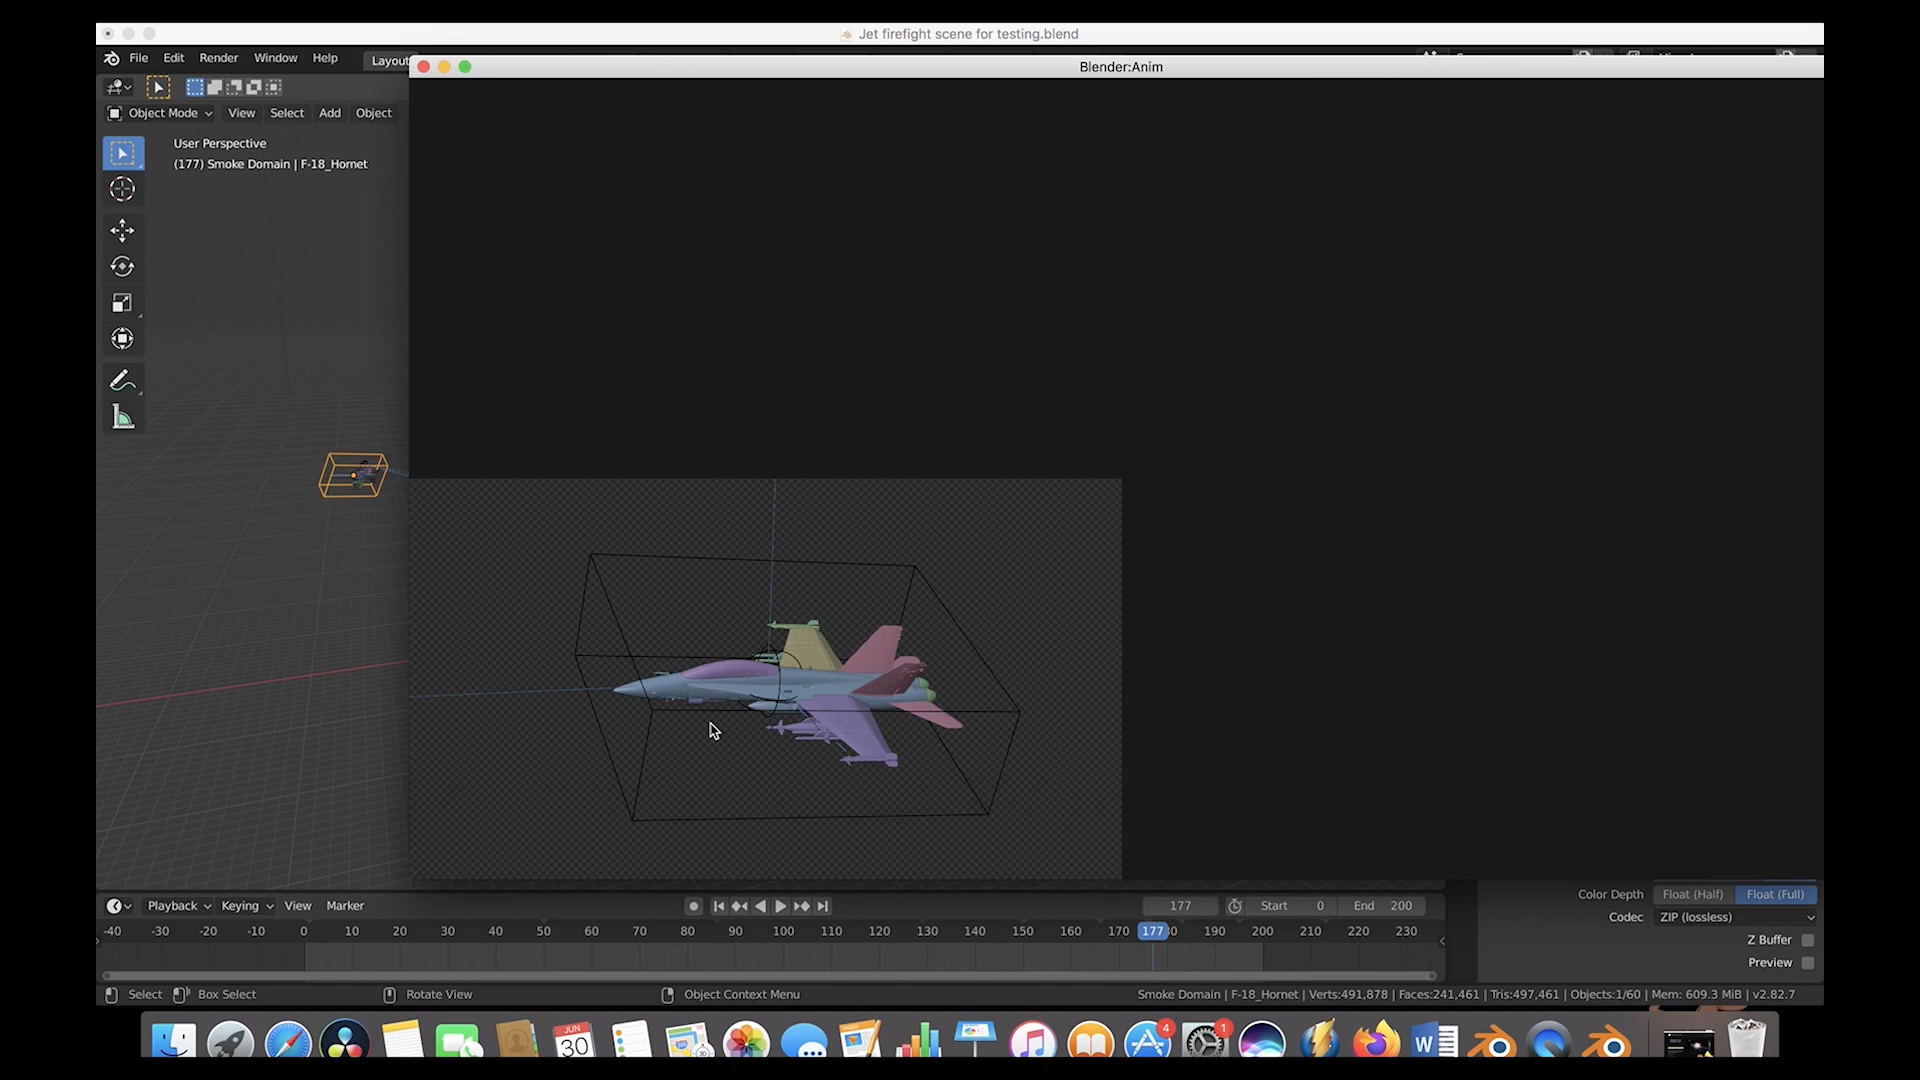 Jet firefight scene for testing.blend
File Edit Render Window Help Layout
Blender:Anim
Object Mode View Select Add Object
User Perspective
(177) Smoke Domain | F-18_Hornet
Color Depth Float (Half) Float (Full)
Playback Keying View Marker 177 Start 0 End 200
Codec ZIP (lossless)
-40 -30 -20 -10 0 10 20 30 40 50 60 70 80 90 100 110 120 130 140 150 160 170 177 190 200 210 220 230
Z Buffer
Preview
Select Box Select Rotate View Object Context Menu Smoke Domain | F-18_Hornet | Verts:491,878 | Faces:241,461 | Tris:497,461 | Objects:1/60 | Mem: 609.3 MiB | v2.82.7
JUN
30
4
1
W